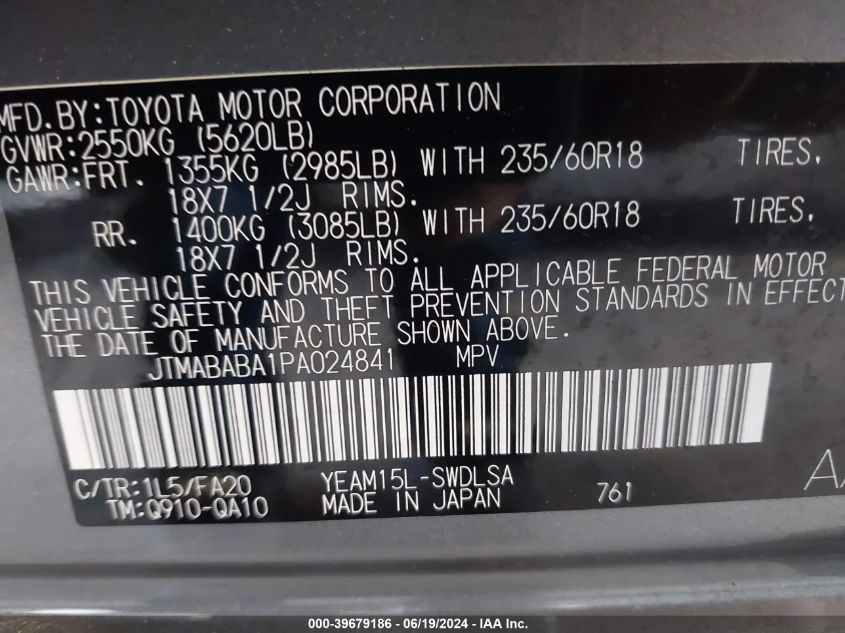 MFD.BY:TOYOTA MOTOR CORPORATION
GVWR:2550KG (5620LB)
GAWR:FRT. 1355KG (2985LB) WITH 235/60R18 TIRES.
18X7 1/2J RIMS.
RR. 1400KG (3085LB) WITH 235/60R18 TIRES.
18X7 1/2J RIMS.
THIS VEHICLE CONFORMS TO ALL APPLICABLE FEDERAL MOTOR
VEHICLE SAFETY AND THEFT PREVENTION STANDARDS IN EFFECT
THE DATE OF MANUFACTURE SHOWN ABOVE.
JTMABABA1PA024841 MPV
C/TR:1L5/FA20 YEAM15L-SWDLSA
TM:Q910-QA10 MADE IN JAPAN 761
000-39679186 - 06/19/2024 - IAA Inc.